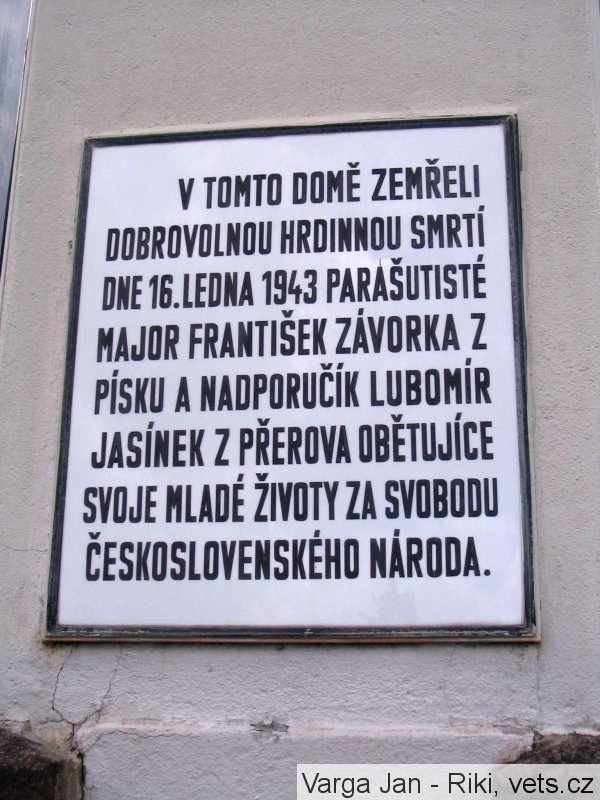 V TOMTO DOMĚ ZEMŘELI
DOBROVOLNOU HRDINNOU SMRTÍ
DNE 16.LEDNA 1943 PARAŠUTISTÉ
MAJOR FRANTIŠEK ZÁVORKA Z
PÍSKU A NADPORUČÍK LUBOMÍR
JASÍNEK Z PŘEROVA OBĚTUJÍCE
SVOJE MLADÉ ŽIVOTY ZA SVOBODU
ČESKOSLOVENSKÉHO NÁRODA.
Varga Jan - Riki, vets.cz